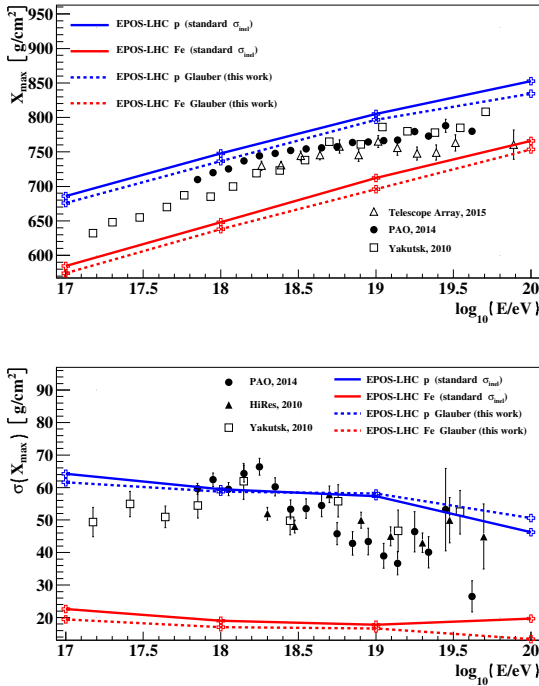 X_max [g/cm²]
950
900
850
800
750
700
650
600
EPOS-LHC p (standard σ_inel)
EPOS-LHC Fe (standard σ_inel)
EPOS-LHC p Glauber (this work)
EPOS-LHC Fe Glauber (this work)
Telescope Array, 2015
PAO, 2014
Yakutsk, 2010
17 17.5 18 18.5 19 19.5 20
log₁₀(E/eV)
σ(X_max) [g/cm²]
90
80
70
60
50
40
30
20
10
PAO, 2014
HiRes, 2010
Yakutsk, 2010
EPOS-LHC p (standard σ_inel)
EPOS-LHC Fe (standard σ_inel)
EPOS-LHC p Glauber (this work)
EPOS-LHC Fe Glauber (this work)
17 17.5 18 18.5 19 19.5 20
log₁₀(E/eV)